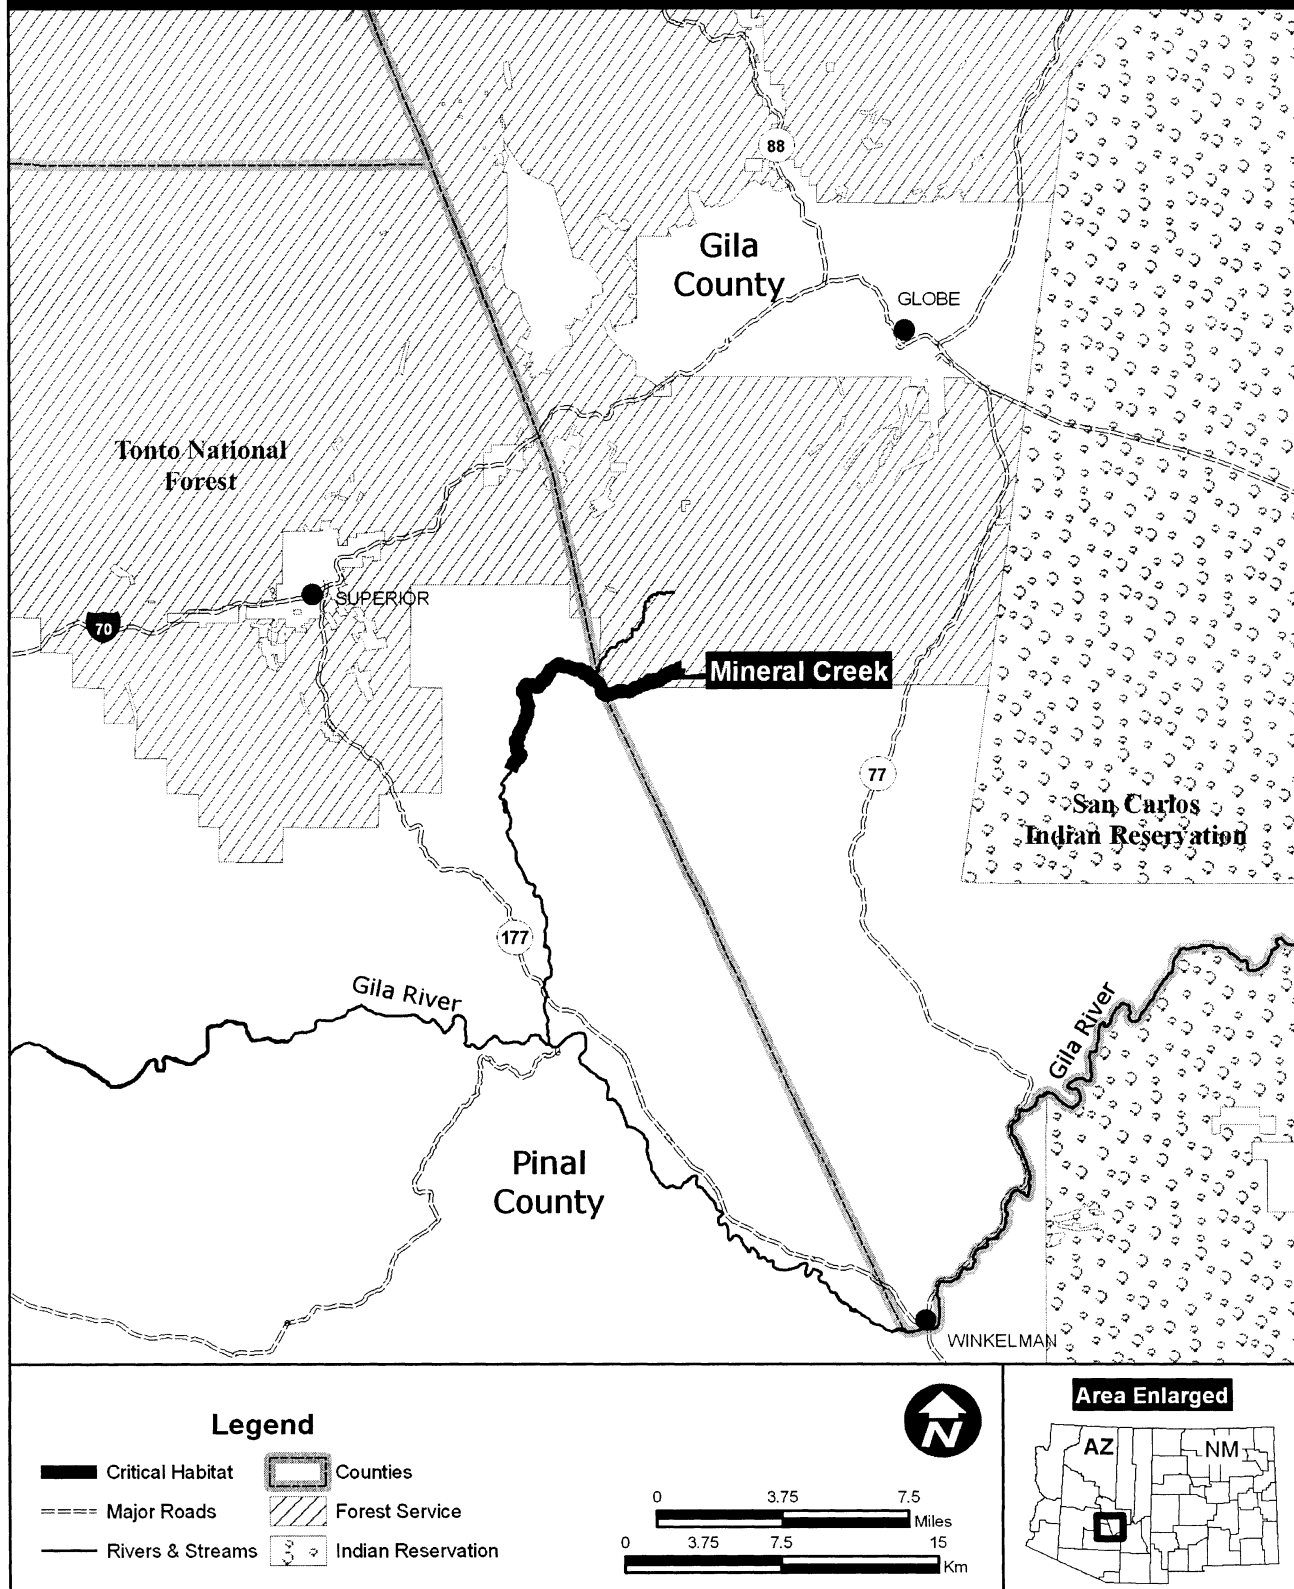 88
Gila
County
GLOBE
Tonto National
Forest
SUPERIOR
70
Mineral Creek
77
San Carlos
Indian Reservation
177
Gila River
Gila River
Pinal
County
WINKELMAN
Legend
Critical Habitat
Major Roads
Rivers & Streams
Counties
Forest Service
Indian Reservation
N
0 3.75 7.5
Miles
0 3.75 7.5 15
Km
Area Enlarged
AZ NM